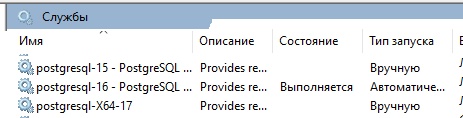 Службы
Имя Описание Состояние Тип запуска
postgresql-15 - PostgreSQL ... Provides re... Вручную
postgresql-16 - PostgreSQL ... Provides re... Выполняется Автоматиче...
postgresql-X64-17 Provides re... Вручную